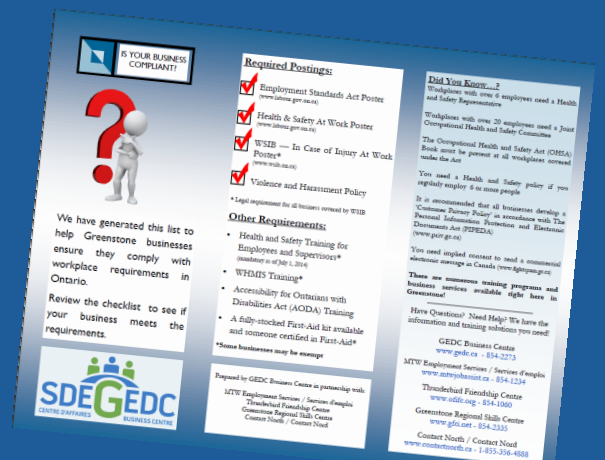 IS YOUR BUSINESS
COMPLIANT?
We have generated this list to
help Greenstone businesses
ensure they comply with
workplace requirements in
Ontario.
Review the checklist to see if
your business meets the
requirements.
SDEGEDC
CENTRE D'AFFAIRES
BUSINESS CENTRE
Required Postings:
Employment Standards Act Poster
(www.labour.gov.on.ca)
Health & Safety At Work Poster
(www.labour.gov.on.ca)
WSIB — In Case of Injury At Work
Poster*
(www.wsib.on.ca)
Violence and Harassment Policy
* Legal requirement for all business covered by WSIB
Other Requirements:
• Health and Safety Training for
Employees and Supervisors*
(mandatory as of July 1, 2014)
• WHMIS Training*
• Accessibility for Ontarians with
Disabilities Act (AODA) Training
• A fully-stocked First-Aid kit available
and someone certified in First-Aid*
*Some businesses may be exempt
Prepared by GEDC Business Centre in partnership with:
MTW Employment Services / Services d'emploi
Thunderbird Friendship Centre
Greenstone Regional Skills Centre
Contact North / Contact Nord
Did You Know…?
Workplaces with over 6 employees need a Health
and Safety Representative
Workplaces with over 20 employees need a Joint
Occupational Health and Safety Committee
The Occupational Health and Safety Act (OHSA)
Book must be present at all workplaces covered
under the Act
You need a Health and Safety policy if you
regularly employ 6 or more people
It is recommended that all businesses develop a
'Customer Privacy Policy' in accordance with The
Personal Information Protection and Electronic
Documents Act (PIPEDA)
(www.priv.gc.ca)
You need implied consent to send a commercial
electronic message in Canada (www.fightspam.gc.ca)
There are numerous training programs and
business services available right here in
Greenstone!
Have Questions? Need Help? We have the
information and training solutions you need!
GEDC Business Centre
www.gedc.ca - 854-2273
MTW Employment Services / Services d'emploi
www.mtwjobassist.ca - 854-1234
Thunderbird Friendship Centre
www.ofifc.org - 854-1060
Greenstone Regional Skills Centre
www.gfri.net - 854-2335
Contact North / Contact Nord
www.contactnorth.ca - 1-855-356-4888